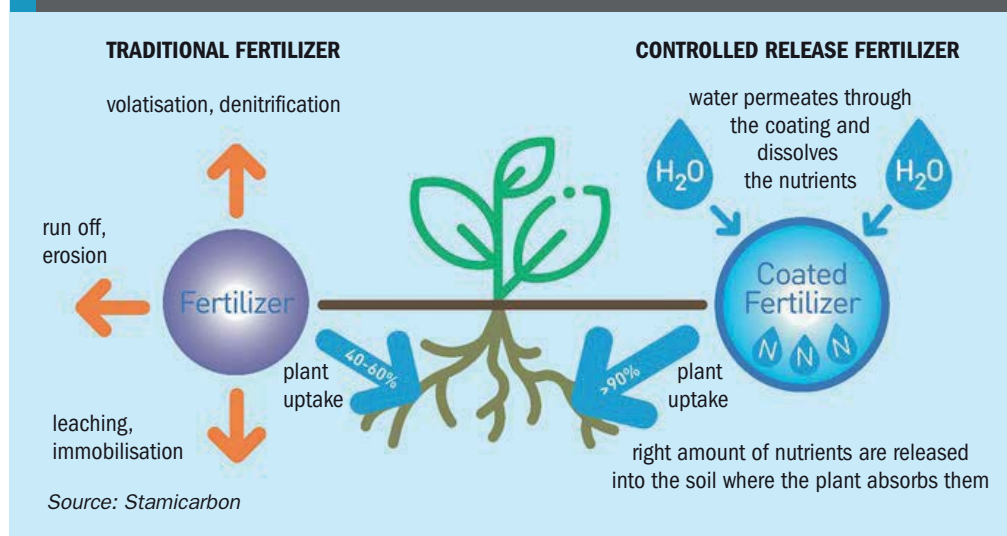 TRADITIONAL FERTILIZER
volatisation, denitrification
run off,
erosion
Fertilizer
leaching,
immobilisation
40-60%
plant
uptake
CONTROLLED RELEASE FERTILIZER
water permeates through
the coating and
dissolves
the nutrients
H₂O
H₂O
Coated
Fertilizer
N N N
>90%
plant
uptake
right amount of nutrients are released
into the soil where the plant absorbs them
Source: Stamicarbon